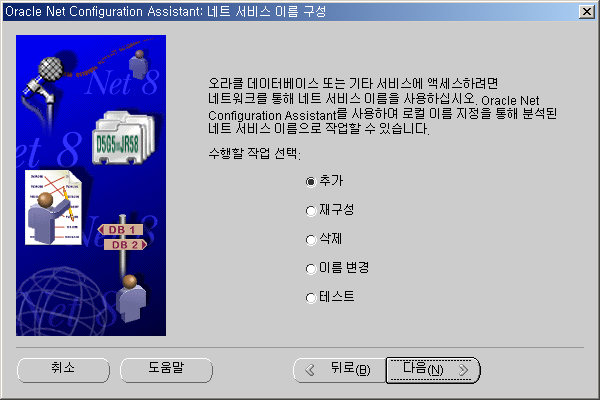 Oracle Net Configuration Assistant: 네트 서비스 이름 구성
Net 8
D5G5 JR58
et 8
DB 1
DB 2
Net 8
오라클 데이터베이스 또는 기타 서비스에 액세스하려면
네트워크를 통해 네트 서비스 이름을 사용하십시오. Oracle Net
Configuration Assistant를 사용하여 로컬 이름 지정을 통해 분석된
네트 서비스 이름으로 작업할 수 있습니다.
수행할 작업 선택:
추가
재구성
삭제
이름 변경
테스트
취소
도움말
뒤로(B)
다음(N)